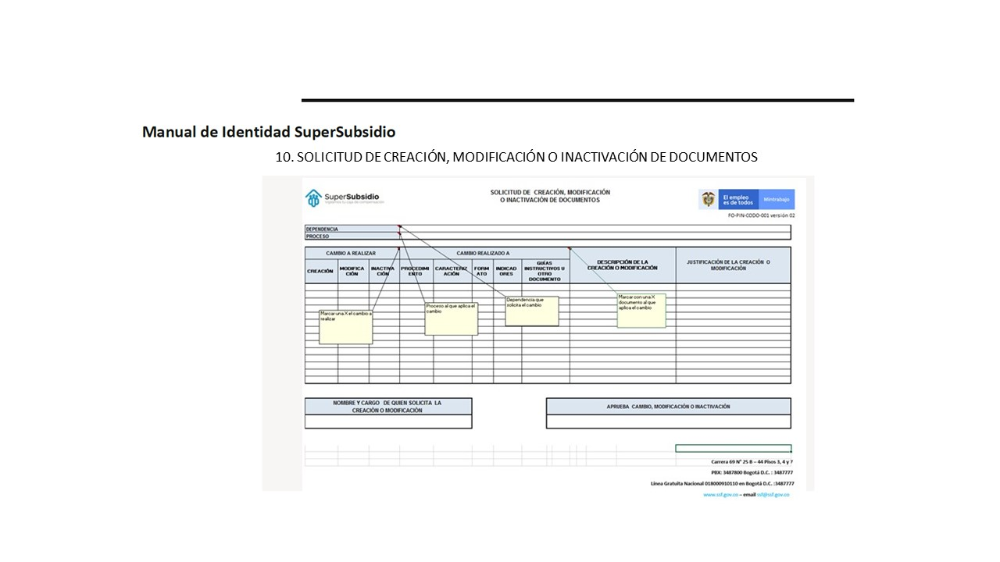 Manual de Identidad SuperSubsidio
10. SOLICITUD DE CREACIÓN, MODIFICACIÓN O INACTIVACIÓN DE DOCUMENTOS
SuperSubsidio
SOLICITUD DE CREACIÓN, MODIFICACIÓN
O INACTIVACIÓN DE DOCUMENTOS
El empleo
es de todos
Mintrabajo
FO-PIN-CODO-001 versión 02
DEPENDENCIA
PROCESO
CAMBIO A REALIZAR
CAMBIO REALIZADO A
DESCRIPCIÓN DE LA
CREACIÓN O MODIFICACIÓN
JUSTIFICACIÓN DE LA CREACIÓN O
MODIFICACIÓN
CREACIÓN
MODIFICA
CIÓN
INACTIVA
CIÓN
PROCEDIMI
ENTO
CARACTERIZ
ACIÓN
FORM
ATO
INDICAD
ORES
GUÍAS
INSTRUCTIVOS U
OTRO
DOCUMENTO
Marcar una X el cambio a
realizar
Proceso al que aplica el
cambio
Dependencia que
solicita el cambio
Marcar con una X
documento al que
aplica el cambio
NOMBRE Y CARGO DE QUIEN SOLICITA LA
CREACIÓN O MODIFICACIÓN
APRUEBA CAMBIO, MODIFICACIÓN O INACTIVACIÓN
Carrera 69 N° 25 B – 44 Pisos 3, 4 y 7
PBX: 3487800 Bogotá D.C. : 3487777
Línea Gratuita Nacional 018000910110 en Bogotá D.C. :3487777
www.ssf.gov.co – email ssf@ssf.gov.co